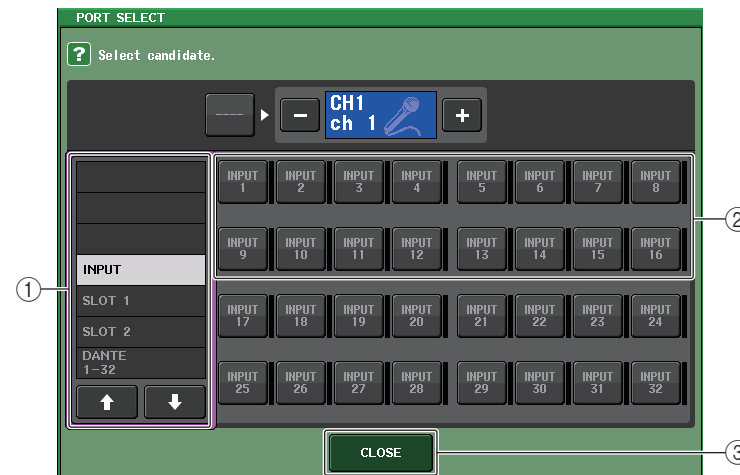 PORT SELECT
? Select candidate.
---- − CH1 +
ch 1
INPUT 1 INPUT 2 INPUT 3 INPUT 4 INPUT 5 INPUT 6 INPUT 7 INPUT 8
INPUT 9 INPUT 10 INPUT 11 INPUT 12 INPUT 13 INPUT 14 INPUT 15 INPUT 16
INPUT 17 INPUT 18 INPUT 19 INPUT 20 INPUT 21 INPUT 22 INPUT 23 INPUT 24
INPUT 25 INPUT 26 INPUT 27 INPUT 28 INPUT 29 INPUT 30 INPUT 31 INPUT 32
INPUT
SLOT 1
SLOT 2
DANTE
1-32
CLOSE
1
2
3